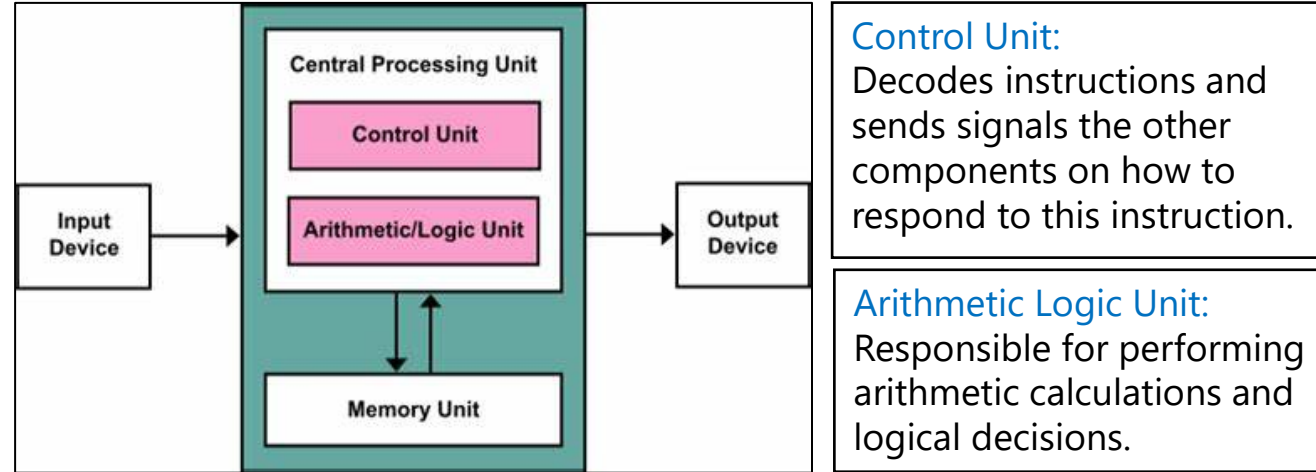 Central Processing Unit
Control Unit
Arithmetic/Logic Unit
Input
Device
Output
Device
Memory Unit
Control Unit:
Decodes instructions and
sends signals the other
components on how to
respond to this instruction.
Arithmetic Logic Unit:
Responsible for performing
arithmetic calculations and
logical decisions.